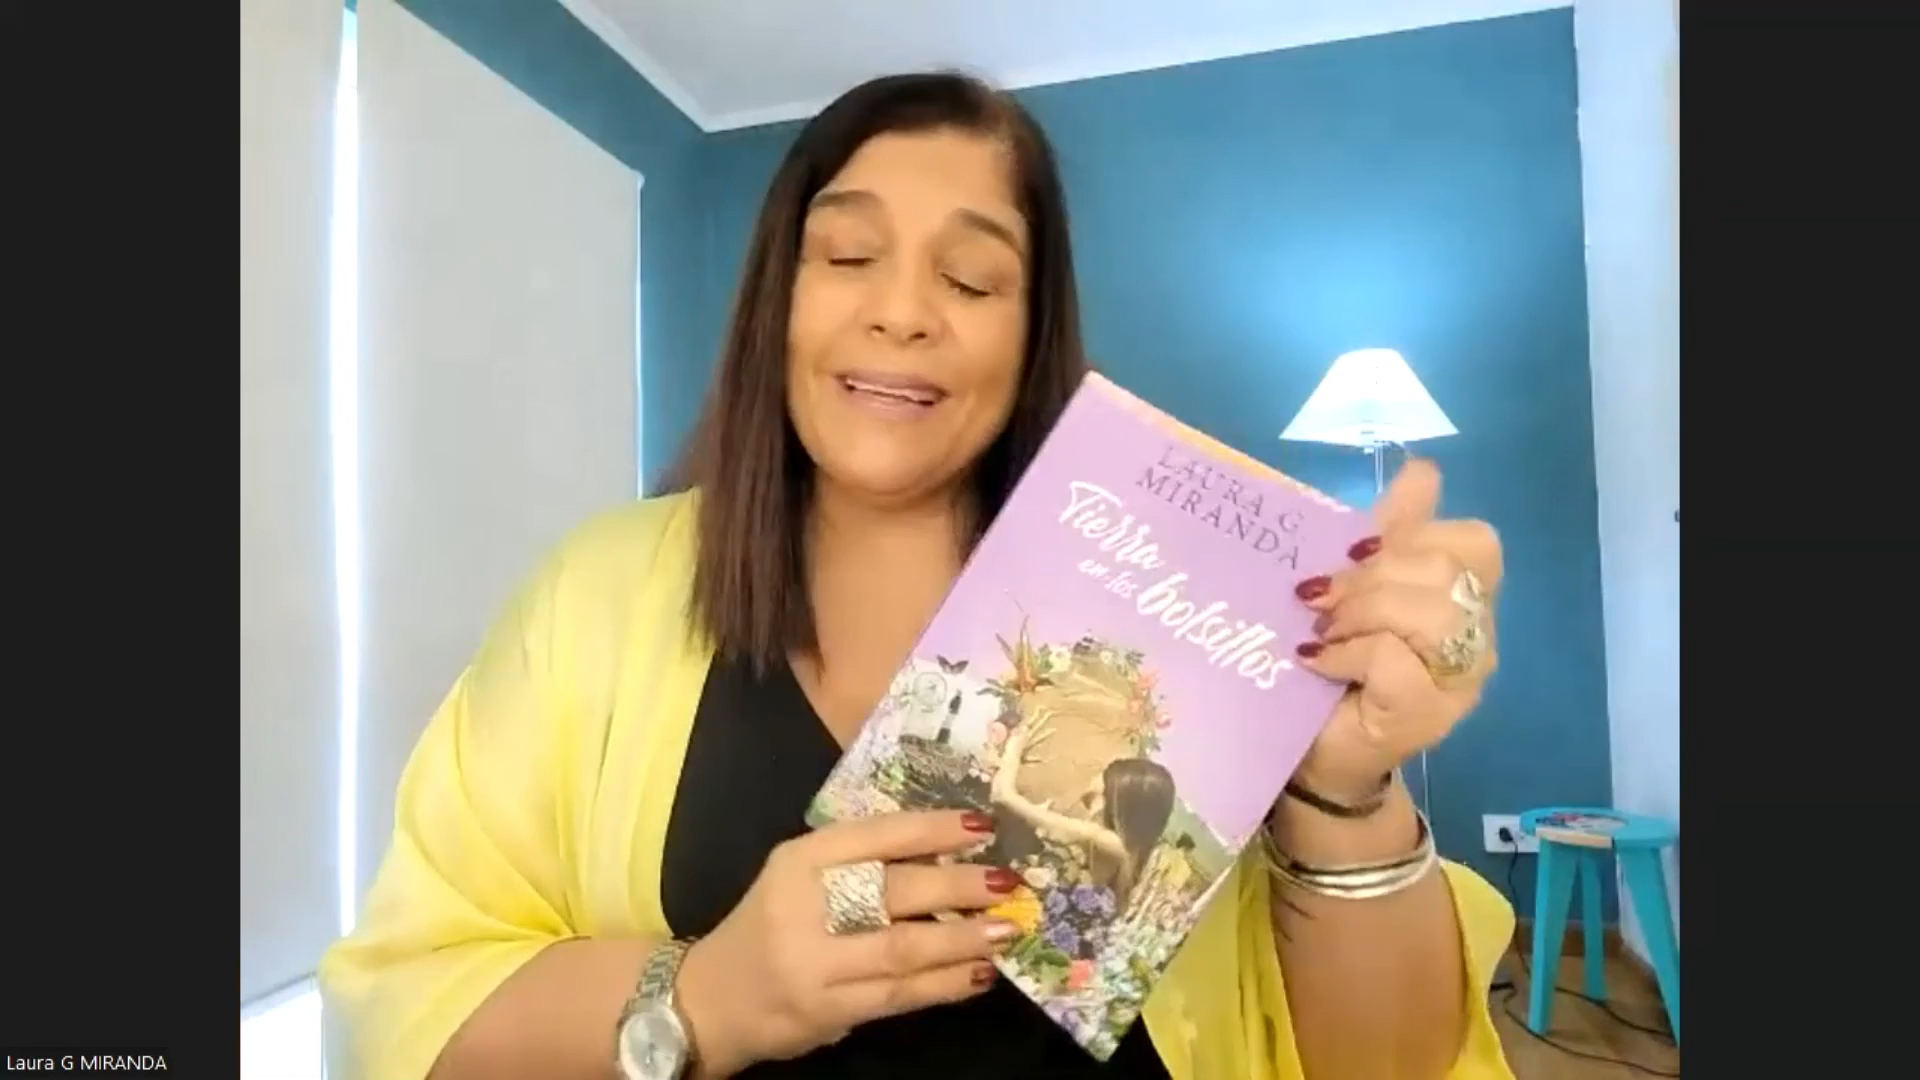 LAURA G.
MIRANDA
Tierra
en los
bolsillos
Laura G MIRANDA